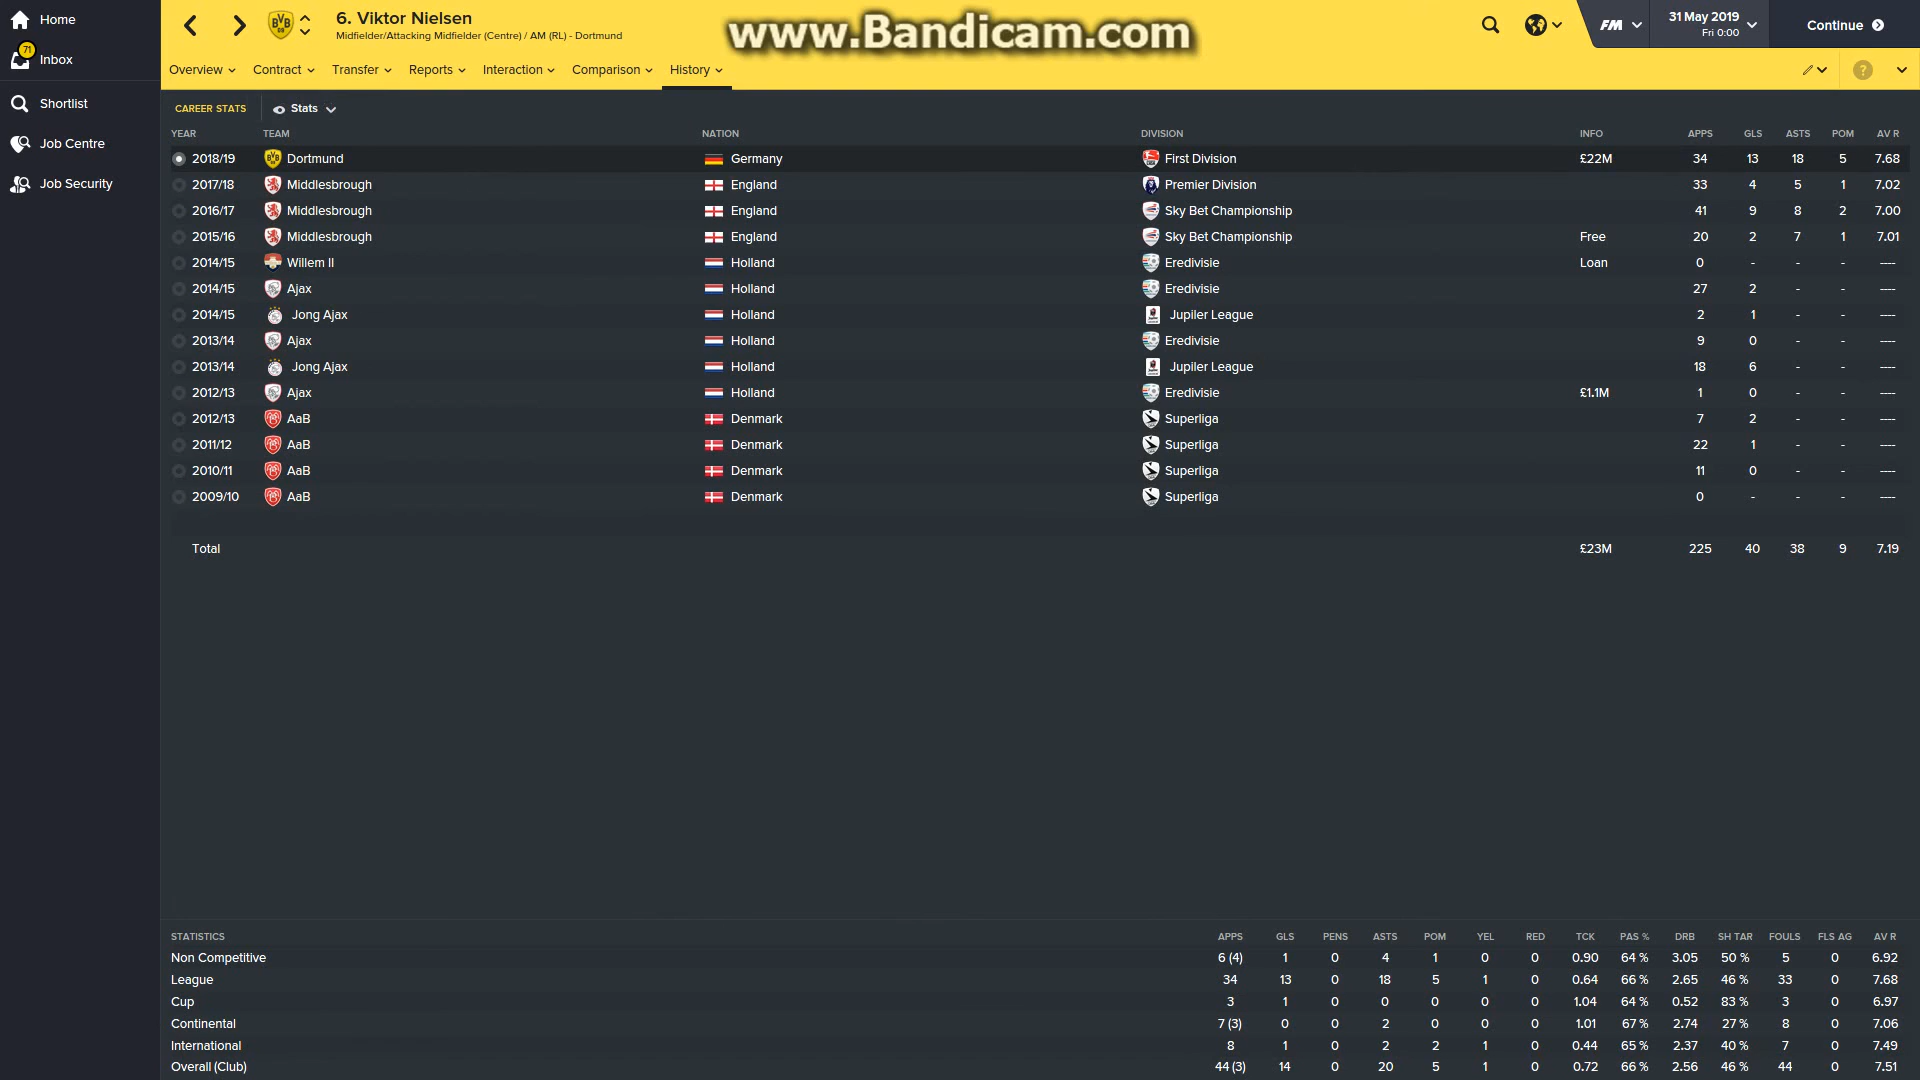 Home
Inbox
71
Shortlist
Job Centre
Job Security
6. Viktor Nielsen
Midfielder/Attacking Midfielder (Centre) / AM (RL) - Dortmund
www.Bandicam.com
FM
31 May 2019
Fri 0:00
Continue
Overview Contract Transfer Reports Interaction Comparison History
?
CAREER STATS Stats
YEAR TEAM NATION DIVISION INFO APPS GLS ASTS POM AV R
2018/19 Dortmund Germany First Division £22M 34 13 18 5 7.68
2017/18 Middlesbrough England Premier Division 33 4 5 1 7.02
2016/17 Middlesbrough England Sky Bet Championship 41 9 8 2 7.00
2015/16 Middlesbrough England Sky Bet Championship Free 20 2 7 1 7.01
2014/15 Willem II Holland Eredivisie Loan 0 - - - ----
2014/15 Ajax Holland Eredivisie 27 2 - - ----
2014/15 Jong Ajax Holland Jupiler League 2 1 - - ----
2013/14 Ajax Holland Eredivisie 9 0 - - ----
2013/14 Jong Ajax Holland Jupiler League 18 6 - - ----
2012/13 Ajax Holland Eredivisie £1.1M 1 0 - - ----
2012/13 AaB Denmark Superliga 7 2 - - ----
2011/12 AaB Denmark Superliga 22 1 - - ----
2010/11 AaB Denmark Superliga 11 0 - - ----
2009/10 AaB Denmark Superliga 0 - - - ----
Total £23M 225 40 38 9 7.19
STATISTICS APPS GLS PENS ASTS POM YEL RED TCK PAS % DRB SH TAR FOULS FLS AG AV R
Non Competitive 6 (4) 1 0 4 1 0 0 0.90 64 % 3.05 50 % 5 0 6.92
League 34 13 0 18 5 1 0 0.64 66 % 2.65 46 % 33 0 7.68
Cup 3 1 0 0 0 0 0 1.04 64 % 0.52 83 % 3 0 6.97
Continental 7 (3) 0 0 2 0 0 0 1.01 67 % 2.74 27 % 8 0 7.06
International 8 1 0 2 2 1 0 0.44 65 % 2.37 40 % 7 0 7.49
Overall (Club) 44 (3) 14 0 20 5 1 0 0.72 66 % 2.56 46 % 44 0 7.51